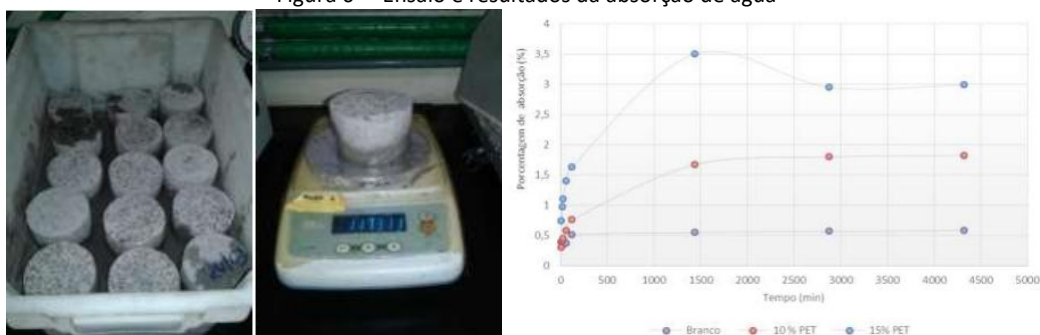 Figura 6 – Ensaio e resultados da absorção de água
Porcentagem de absorção (%)
4
3,5
3
2,5
2
1,5
1
0,5
0
0 500 1000 1500 2000 2500 3000 3500 4000 4500 5000
Tempo (min)
Branco 10 % PET 15% PET